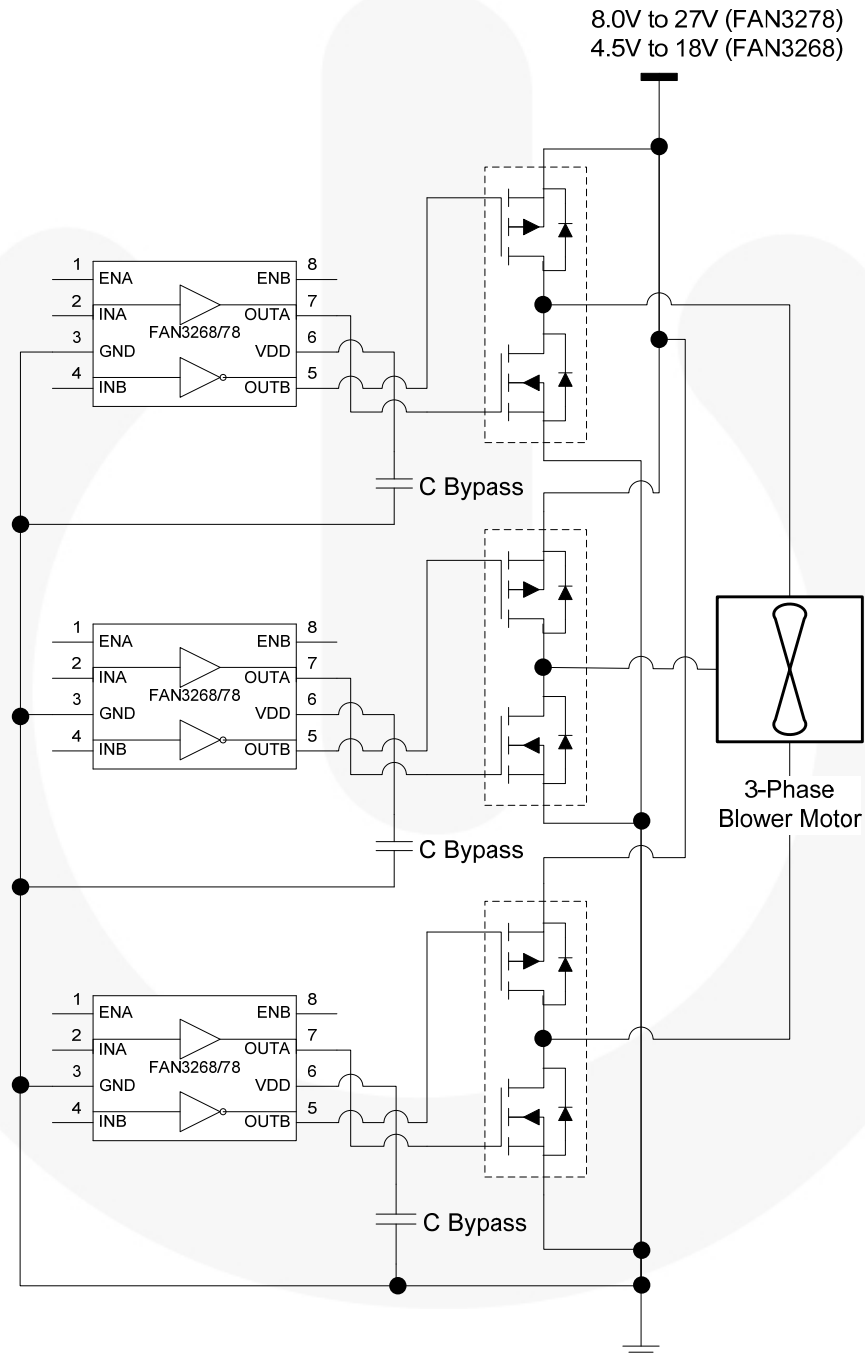 8.0V to 27V (FAN3278)
4.5V to 18V (FAN3268)
1 ENA ENB 8
2 INA OUTA 7
FAN3268/78
3 GND VDD 6
4 INB OUTB 5
C Bypass
1 ENA ENB 8
2 INA OUTA 7
FAN3268/78
3 GND VDD 6
4 INB OUTB 5
3-Phase
Blower Motor
C Bypass
1 ENA ENB 8
2 INA OUTA 7
FAN3268/78
3 GND VDD 6
4 INB OUTB 5
C Bypass